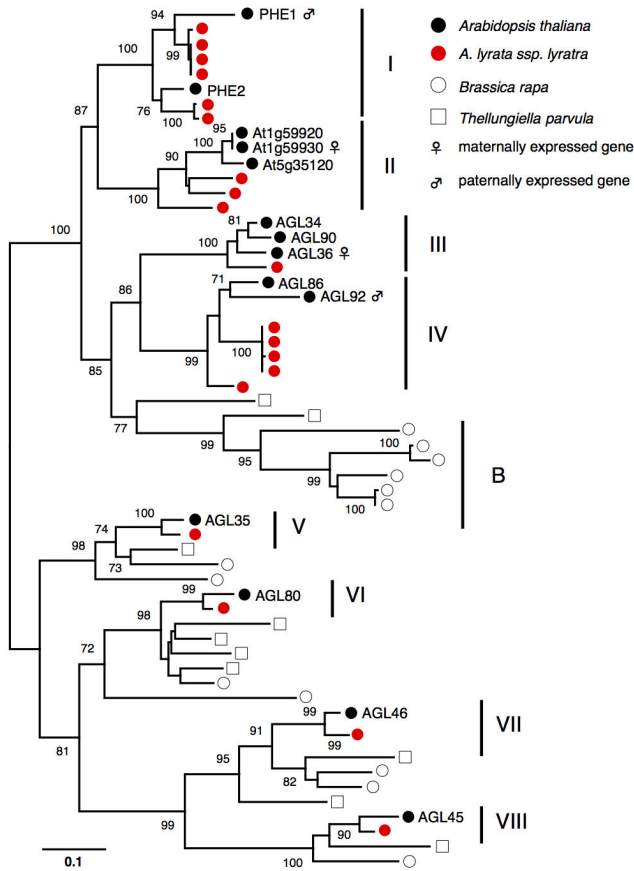 94
PHE1 ♂
99
100
I
PHE2
87
76
100
95
At1g59920
100
At1g59930 ♀
90
At5g35120
II
100
100
81
AGL34
AGL90
100
AGL36 ♀
III
71
AGL86
86
AGL92 ♂
100
IV
99
85
77
99
100
95
B
99
100
100
AGL35
74
V
98
73
99
AGL80
98
VI
72
99
AGL46
91
VII
99
95
82
81
AGL45
99
90
VIII
100
0.1
Arabidopsis thaliana
A. lyrata ssp. lyratra
Brassica rapa
Thellungiella parvula
♀ maternally expressed gene
♂ paternally expressed gene